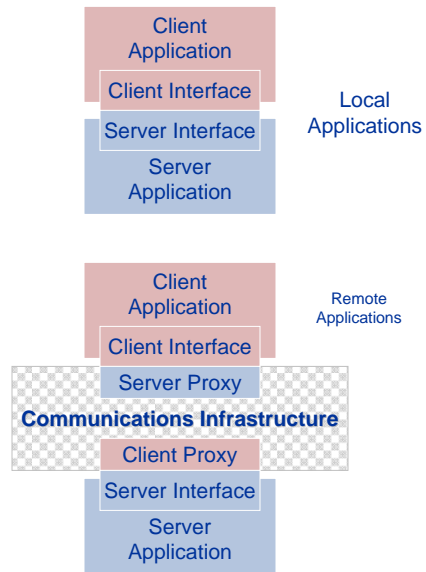 Client
Application
Client Interface
Server Interface
Server
Application
Local
Applications
Client
Application
Client Interface
Server Proxy
Communications Infrastructure
Client Proxy
Server Interface
Server
Application
Remote
Applications